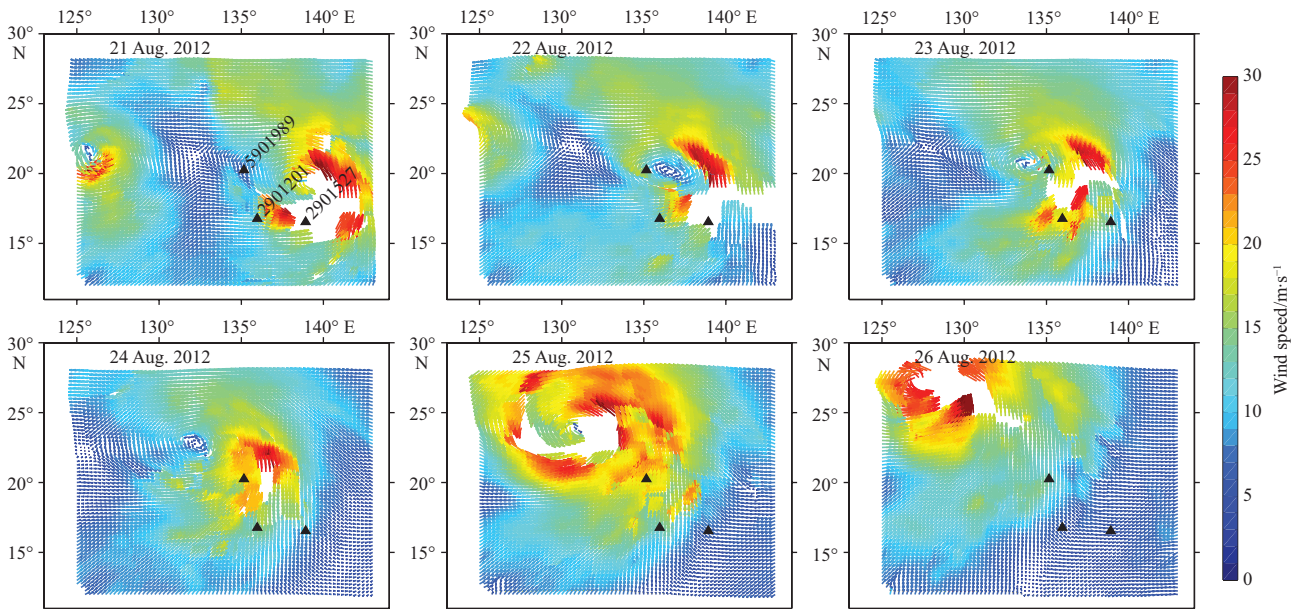 125° 130° 135° 140° E
125° 130° 135° 140° E
125° 130° 135° 140° E
30°
N
25°
20°
15°
21 Aug. 2012
5901989
2901201
2901527
30°
N
25°
20°
15°
22 Aug. 2012
30°
N
25°
20°
15°
23 Aug. 2012
125° 130° 135° 140° E
125° 130° 135° 140° E
125° 130° 135° 140° E
30°
N
25°
20°
15°
24 Aug. 2012
30°
N
25°
20°
15°
25 Aug. 2012
30°
N
25°
20°
15°
26 Aug. 2012
30
25
20
15
10
5
0
Wind speed/m·s⁻¹